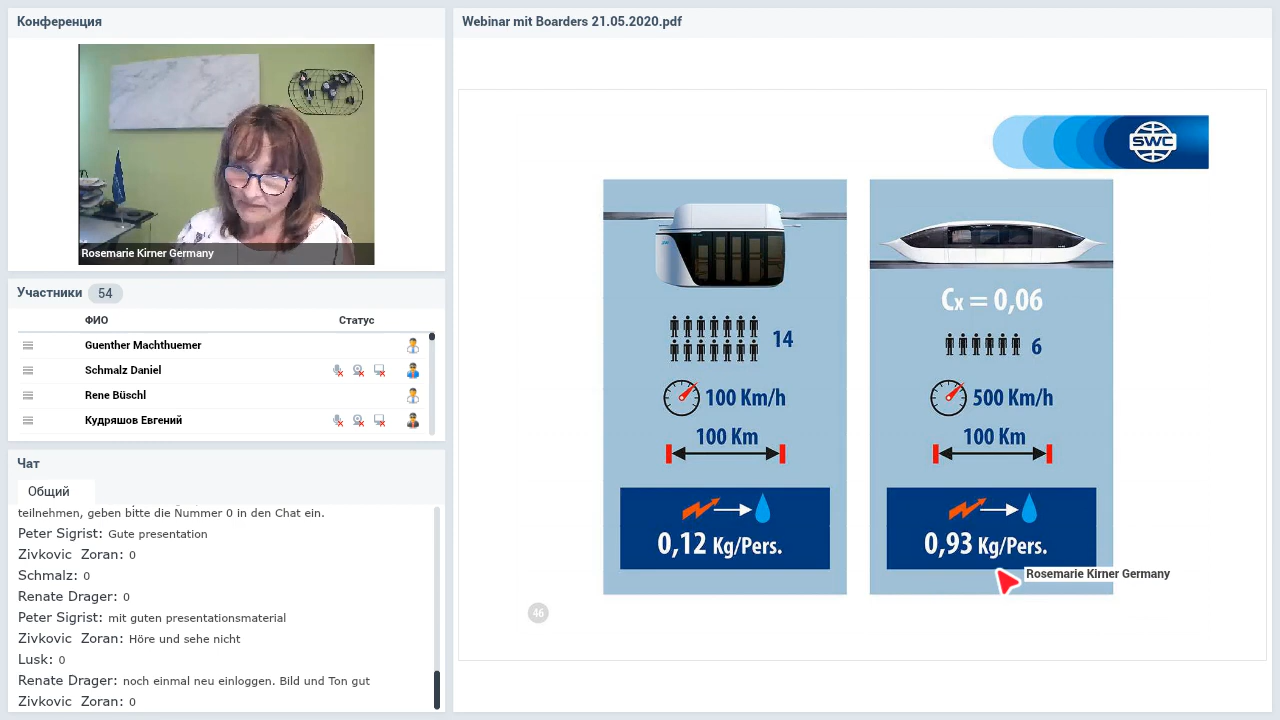 Конференция
Rosemarie Kirner Germany
Участники 54
ФИО Статус
Guenther Machthuemer
Schmalz Daniel
Rene Büschl
Кудряшов Евгений
Чат
Общий
teilnehmen, geben bitte die Nummer 0 in den Chat ein.
Peter Sigrist: Gute presentation
Zivkovic Zoran: 0
Schmalz: 0
Renate Drager: 0
Peter Sigrist: mit guten presentationsmaterial
Zivkovic Zoran: Höre und sehe nicht
Lusk: 0
Renate Drager: noch einmal neu einloggen. Bild und Ton gut
Zivkovic Zoran: 0
Webinar mit Boarders 21.05.2020.pdf
SWC
14
100 Km/h
100 Km
0,12 Kg/Pers.
Cx = 0,06
6
500 Km/h
100 Km
0,93 Kg/Pers.
Rosemarie Kirner Germany
46